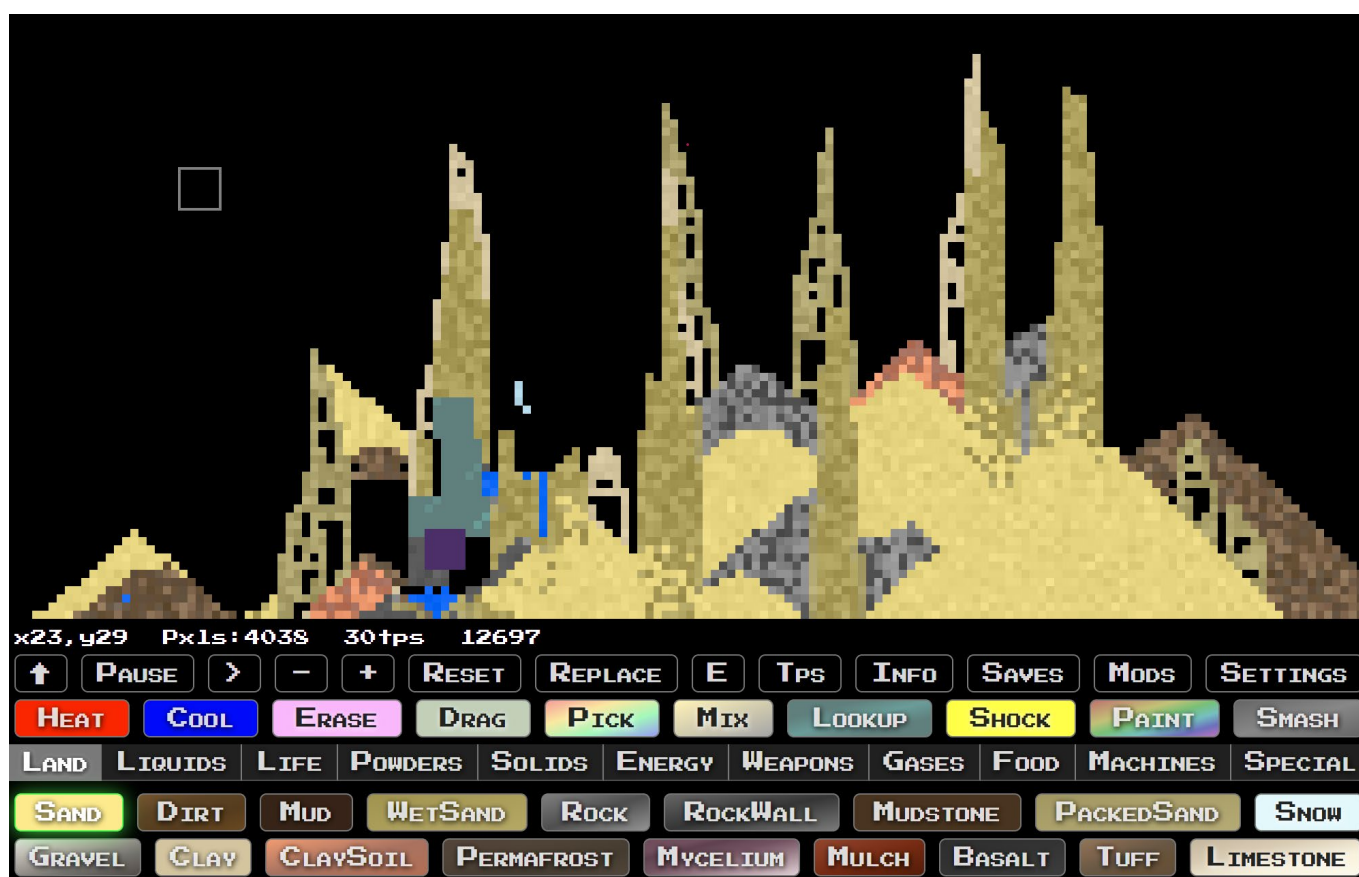 x23,y29 Pxls:4038 30tps 12697
↑ PAUSE > - + RESET REPLACE E TPS INFO SAVES MODS SETTINGS
HEAT COOL ERASE DRAG PICK MIX LOOKUP SHOCK PAINT SMASH
LAND LIQUIDS LIFE POWDERS SOLIDS ENERGY WEAPONS GASES FOOD MACHINES SPECIAL
SAND DIRT MUD WETSAND ROCK ROCKWALL MUDSTONE PACKEDSAND SNOW
GRAVEL CLAY CLAYSOIL PERMAFROST MYCELIUM MULCH BASALT TUFF LIMESTONE